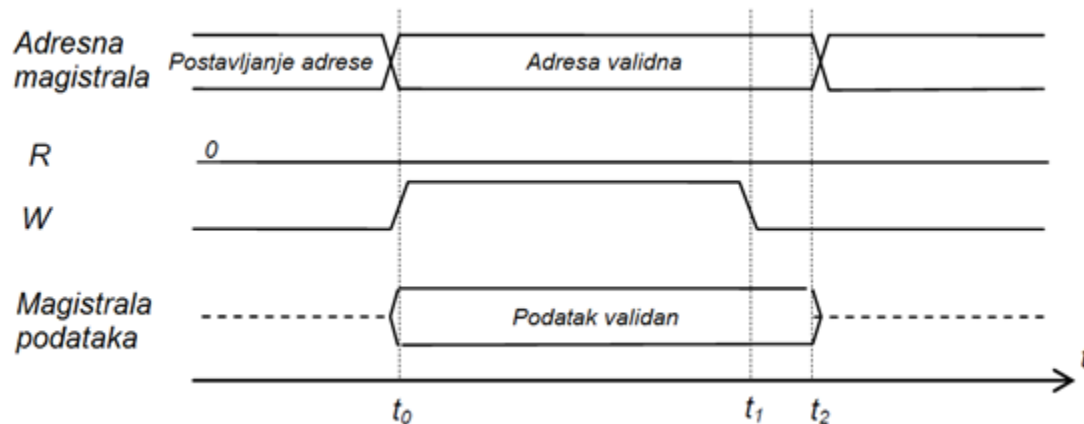 Adresna
magistrala
Postavljanje adrese
Adresa validna
R
0
W
Magistrala
podataka
Podatak validan
t
t0
t1
t2